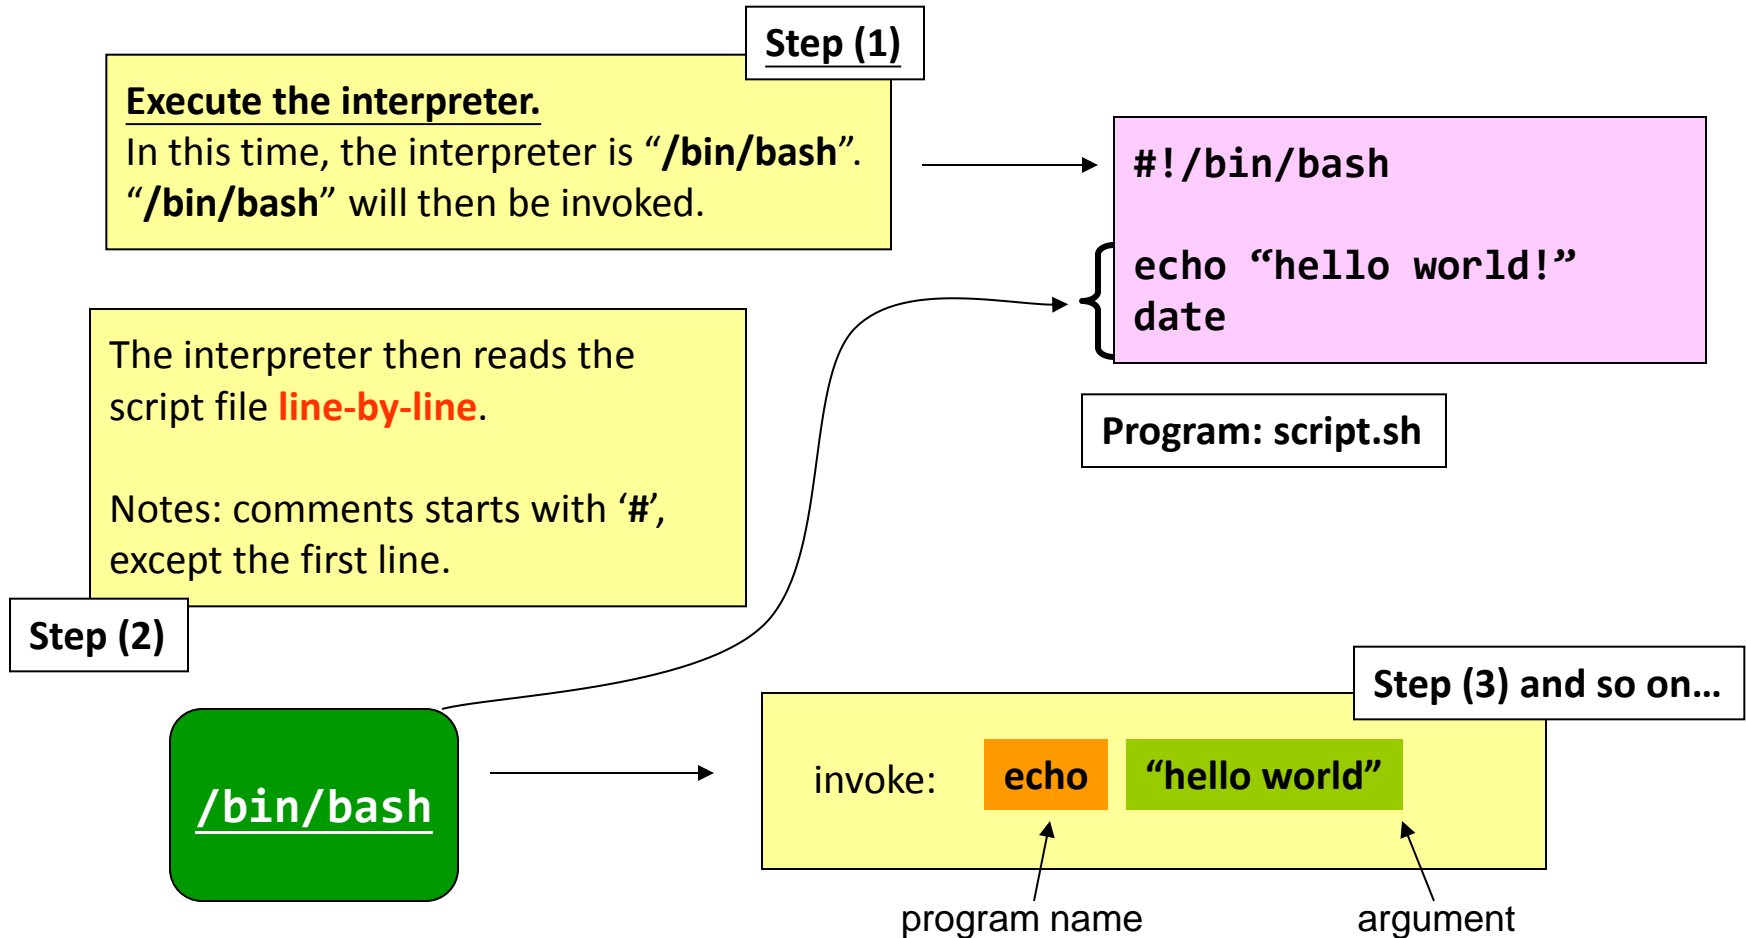 Step (1)
Execute the interpreter.
In this time, the interpreter is “/bin/bash”.
“/bin/bash” will then be invoked.
#!/bin/bash
echo “hello world!”
date
Program: script.sh
The interpreter then reads the
script file line-by-line.
Notes: comments starts with ‘#’,
except the first line.
Step (2)
/bin/bash
Step (3) and so on…
invoke: echo “hello world”
program name argument